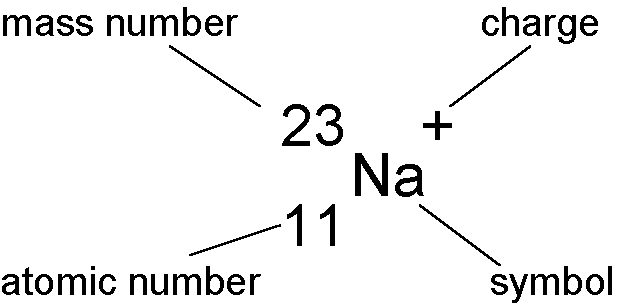 mass number
charge
23
+
Na
11
atomic number
symbol